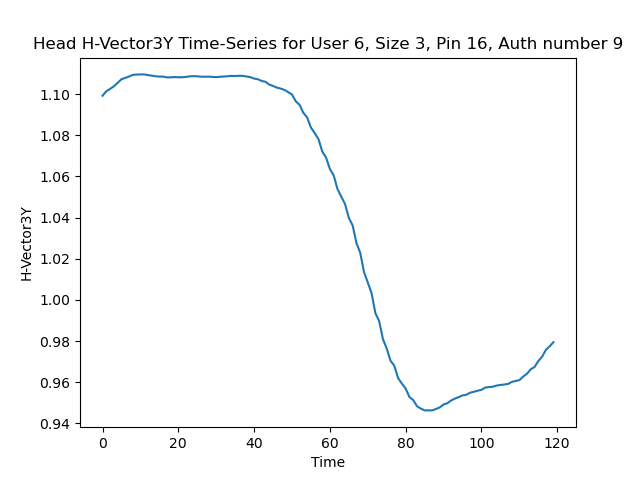 Head H-Vector3Y Time-Series for User 6, Size 3, Pin 16, Auth number 9
H-Vector3Y
1.10
1.08
1.06
1.04
1.02
1.00
0.98
0.96
0.94
0 20 40 60 80 100 120
Time